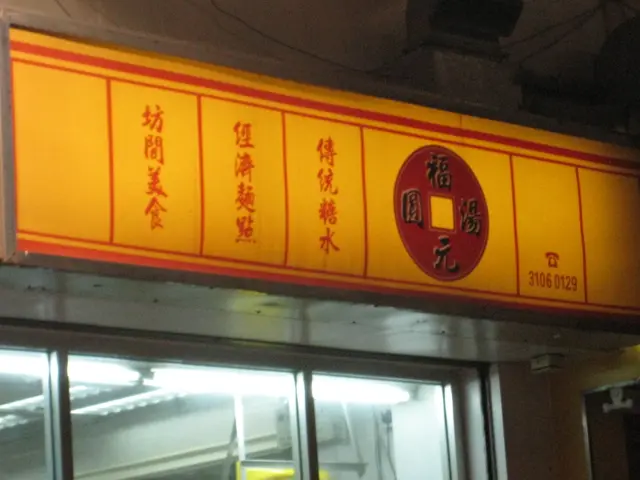 坊間美食
經濟麵點
傳統糖水
福元湯圓
☎
3106 0129